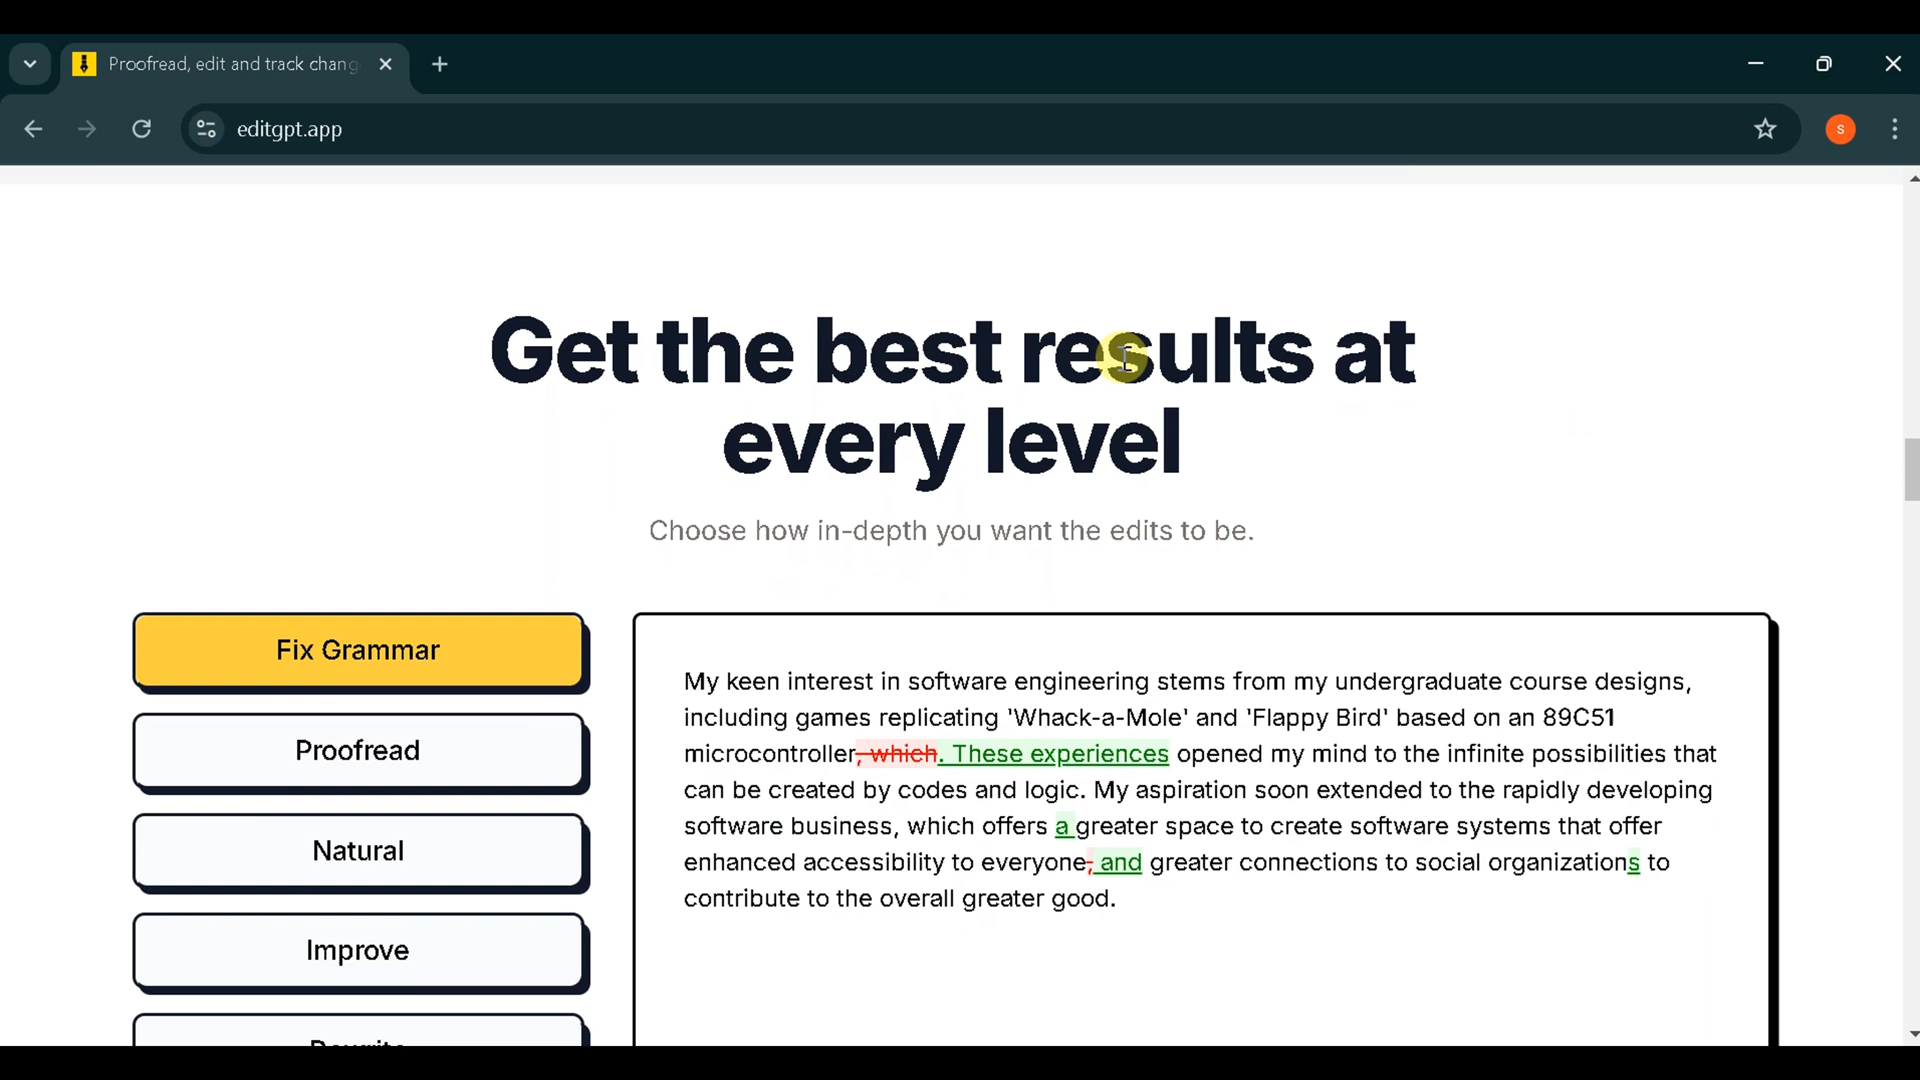 Proofread, edit and track chang
editgpt.app
s
Get the best results at
every level
Choose how in-depth you want the edits to be.
Fix Grammar
Proofread
Natural
Improve
Rewrite
My keen interest in software engineering stems from my undergraduate course designs,
including games replicating 'Whack-a-Mole' and 'Flappy Bird' based on an 89C51
microcontroller, which. These experiences opened my mind to the infinite possibilities that
can be created by codes and logic. My aspiration soon extended to the rapidly developing
software business, which offers a greater space to create software systems that offer
enhanced accessibility to everyone, and greater connections to social organizations to
contribute to the overall greater good.